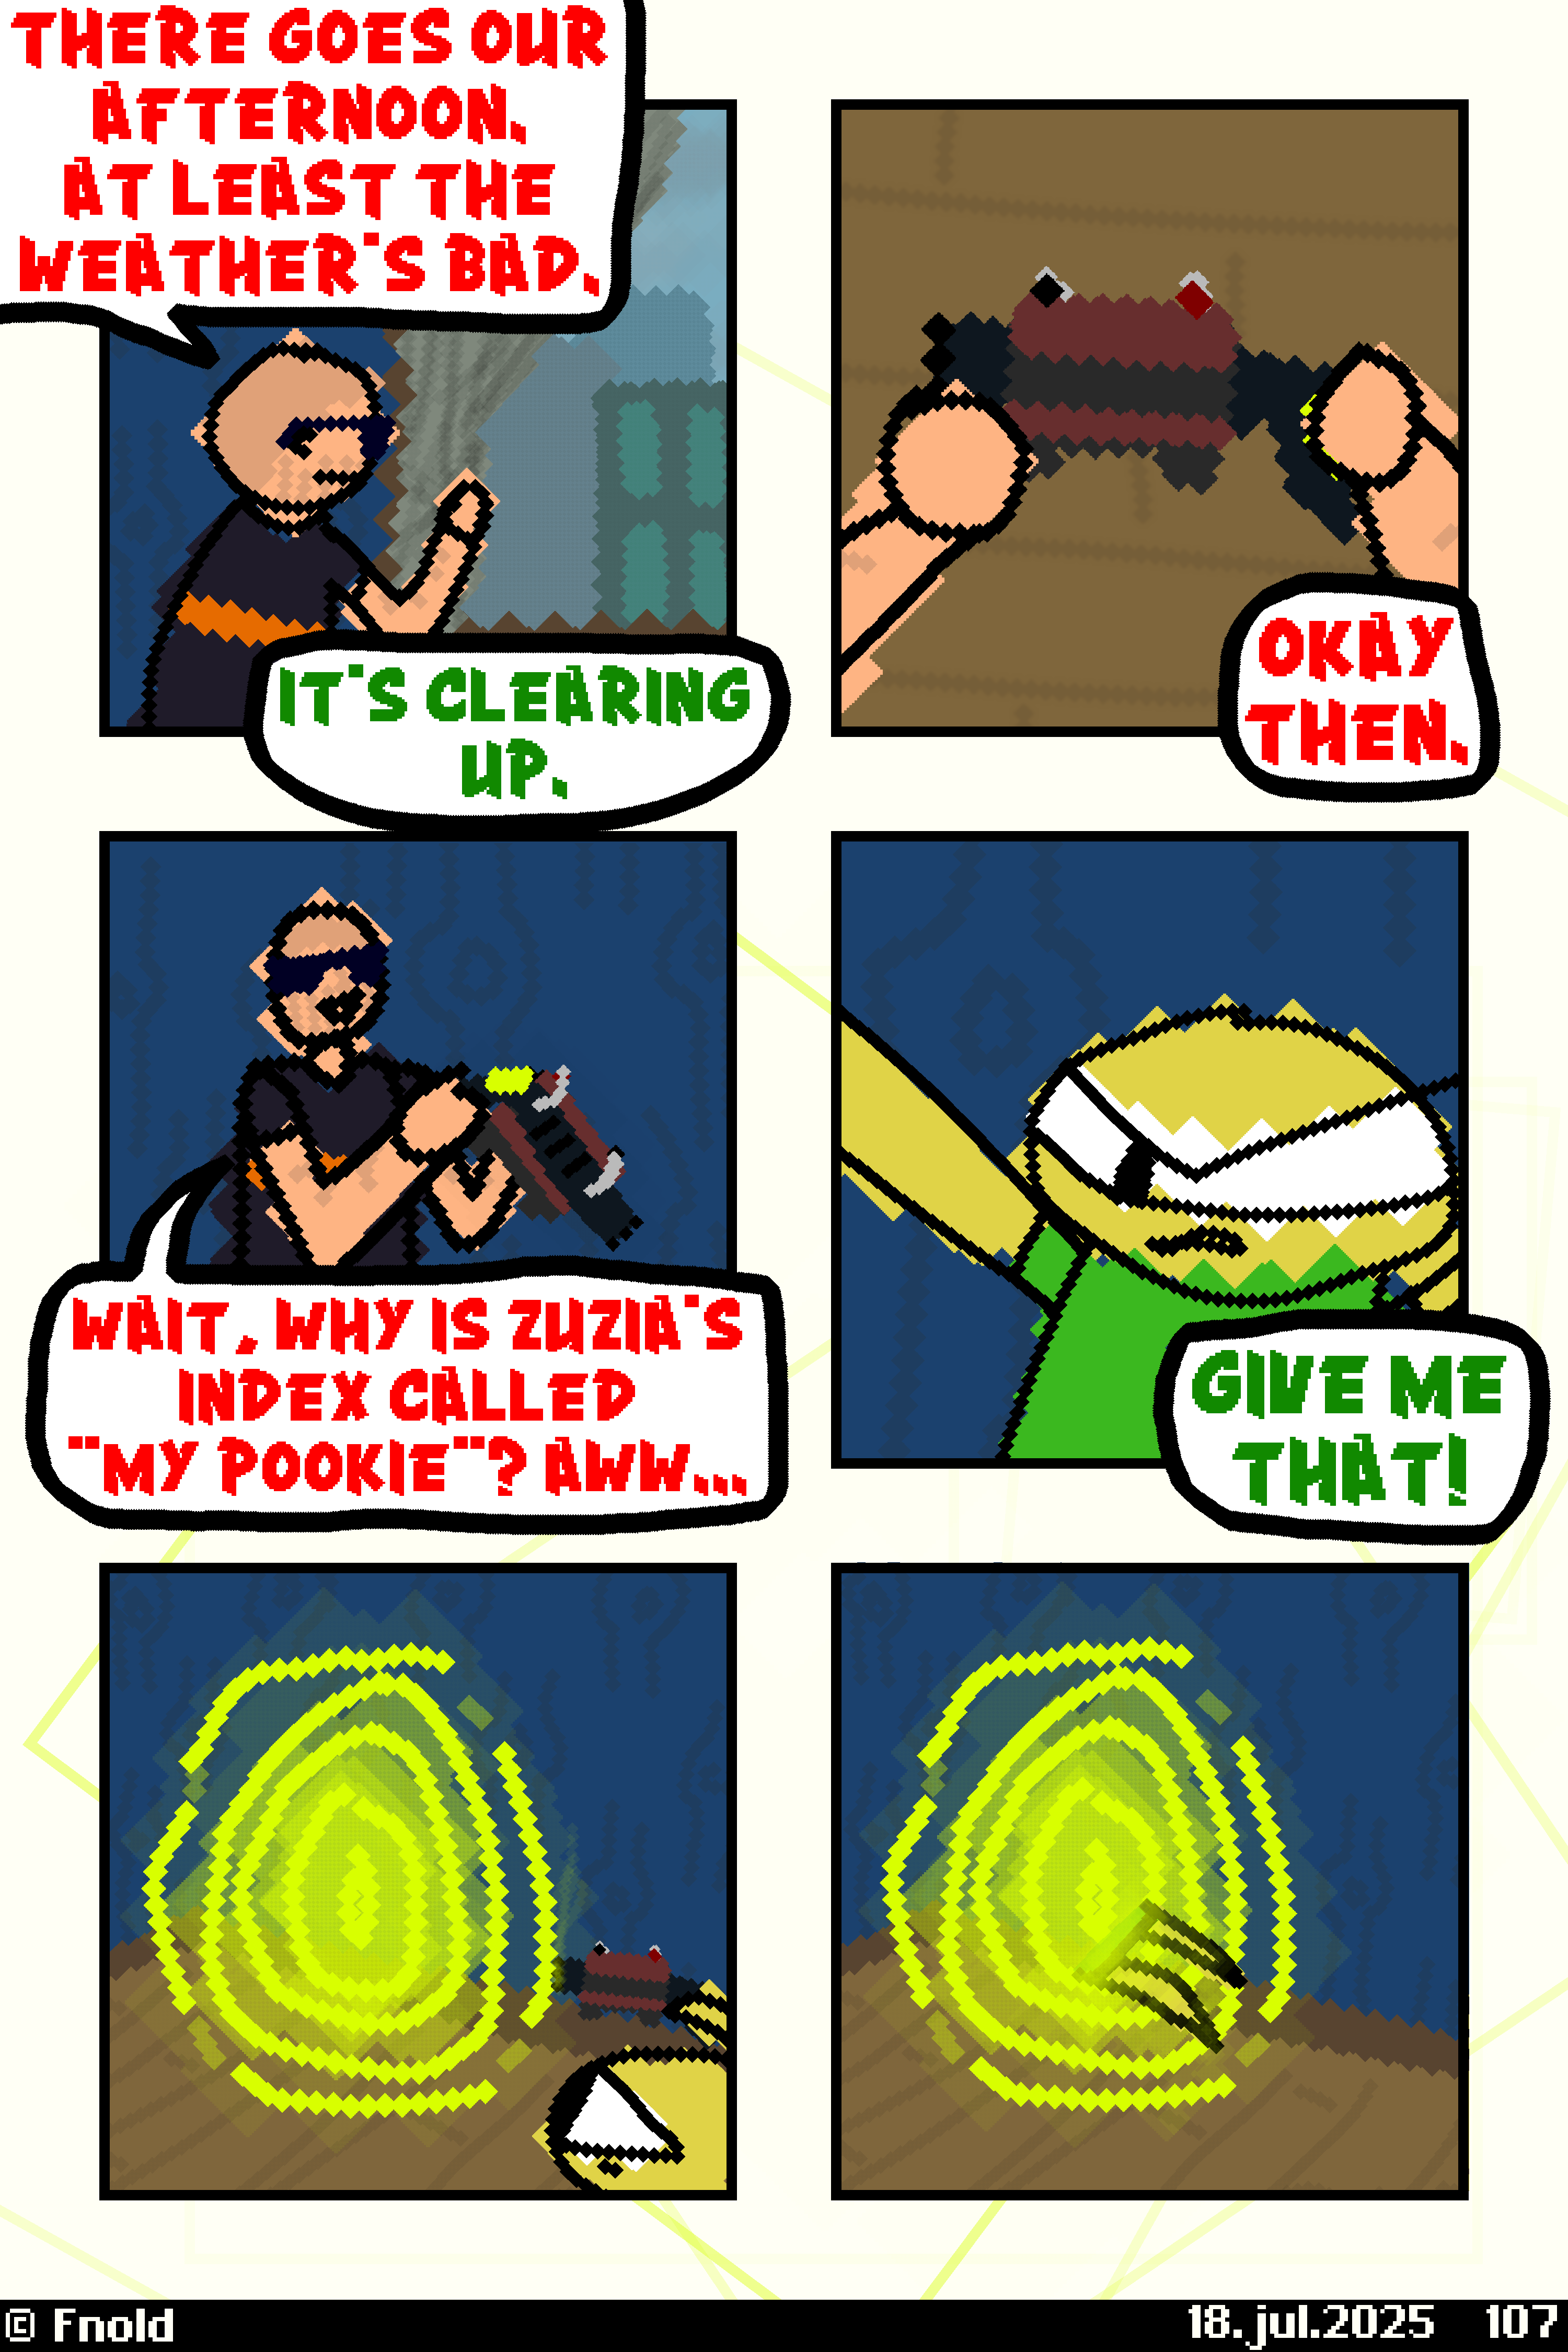 THERE GOES OUR
AFTERNOON.
AT LEAST THE
WEATHER'S BAD.
IT'S CLEARING
UP.
OKAY
THEN.
WAIT, WHY IS ZUZIA'S
INDEX CALLED
"MY POOKIE"? AWW...
GIVE ME
THAT!
© Fnold
18.jul.2025 107